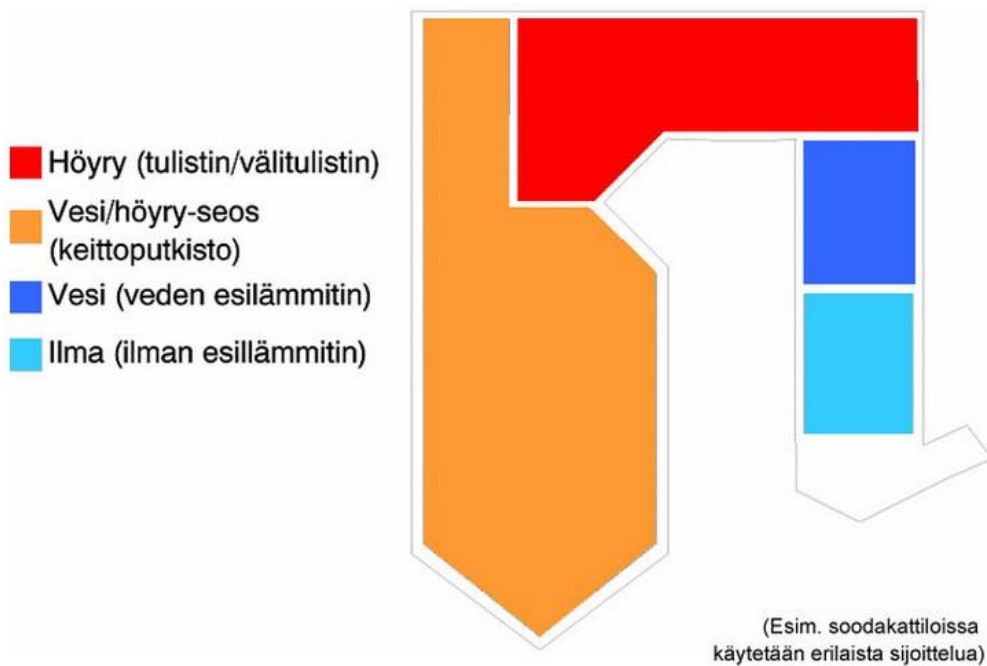 Höyry (tulistin/välitulistin)
Vesi/höyry-seos
(keittoputkisto)
Vesi (veden esilämmitin)
Ilma (ilman esillämmitin)
(Esim. soodakattiloissa
käytetään erilaista sijoittelua)